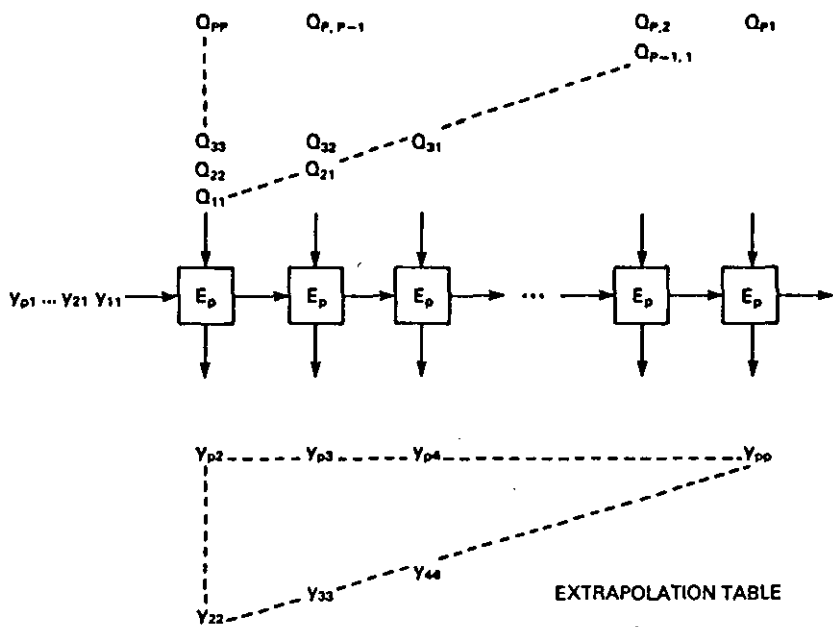 Q_PP Q_P,P-1 Q_P,2 Q_P1
Q_P-1,1
Q_33 Q_32 Q_31
Q_22 Q_21
Q_11
y_p1 ... y_21 y_11 E_p E_p E_p ... E_p E_p
y_p2 y_p3 y_p4 y_pp
y_44
y_33 EXTRAPOLATION TABLE
y_22